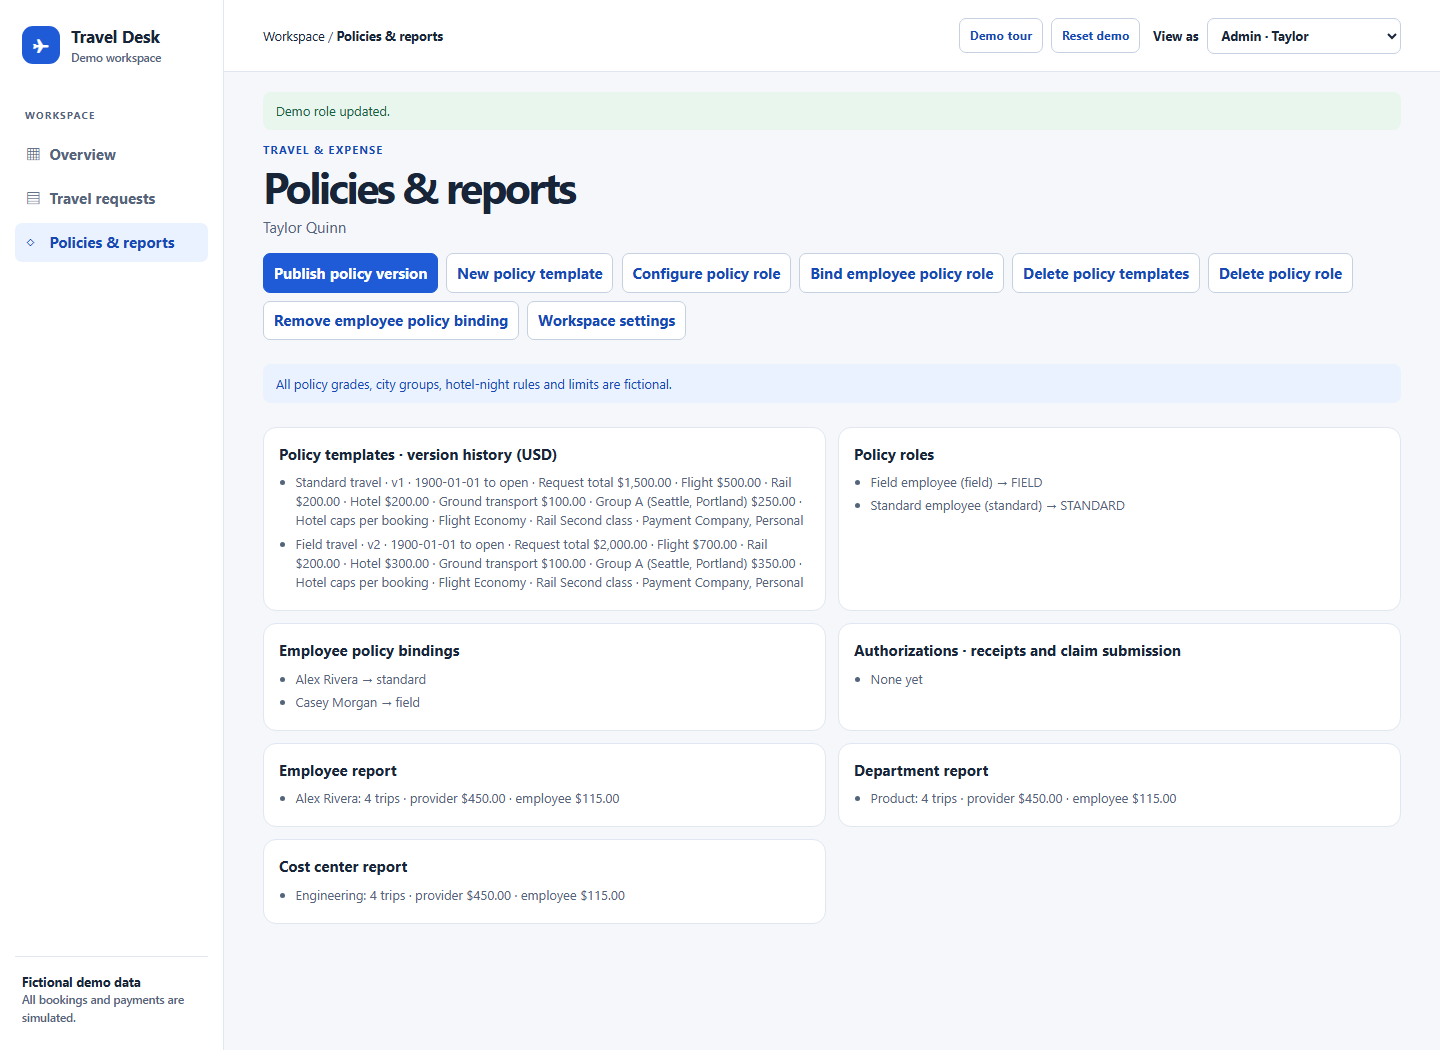 Travel Desk
Demo workspace
WORKSPACE
Overview
Travel requests
Policies & reports
Fictional demo data
All bookings and payments are
simulated.
Workspace / Policies & reports
Demo tour
Reset demo
View as
Admin · Taylor
Demo role updated.
TRAVEL & EXPENSE
Policies & reports
Taylor Quinn
Publish policy version
New policy template
Configure policy role
Bind employee policy role
Delete policy templates
Delete policy role
Remove employee policy binding
Workspace settings
All policy grades, city groups, hotel-night rules and limits are fictional.
Policy templates · version history (USD)
Standard travel · v1 · 1900-01-01 to open · Request total $1,500.00 · Flight $500.00 · Rail
$200.00 · Hotel $200.00 · Ground transport $100.00 · Group A (Seattle, Portland) $250.00 ·
Hotel caps per booking · Flight Economy · Rail Second class · Payment Company, Personal
Field travel · v2 · 1900-01-01 to open · Request total $2,000.00 · Flight $700.00 · Rail
$200.00 · Hotel $300.00 · Ground transport $100.00 · Group A (Seattle, Portland) $350.00 ·
Hotel caps per booking · Flight Economy · Rail Second class · Payment Company, Personal
Policy roles
Field employee (field) → FIELD
Standard employee (standard) → STANDARD
Employee policy bindings
Alex Rivera → standard
Casey Morgan → field
Authorizations · receipts and claim submission
None yet
Employee report
Alex Rivera: 4 trips · provider $450.00 · employee $115.00
Department report
Product: 4 trips · provider $450.00 · employee $115.00
Cost center report
Engineering: 4 trips · provider $450.00 · employee $115.00